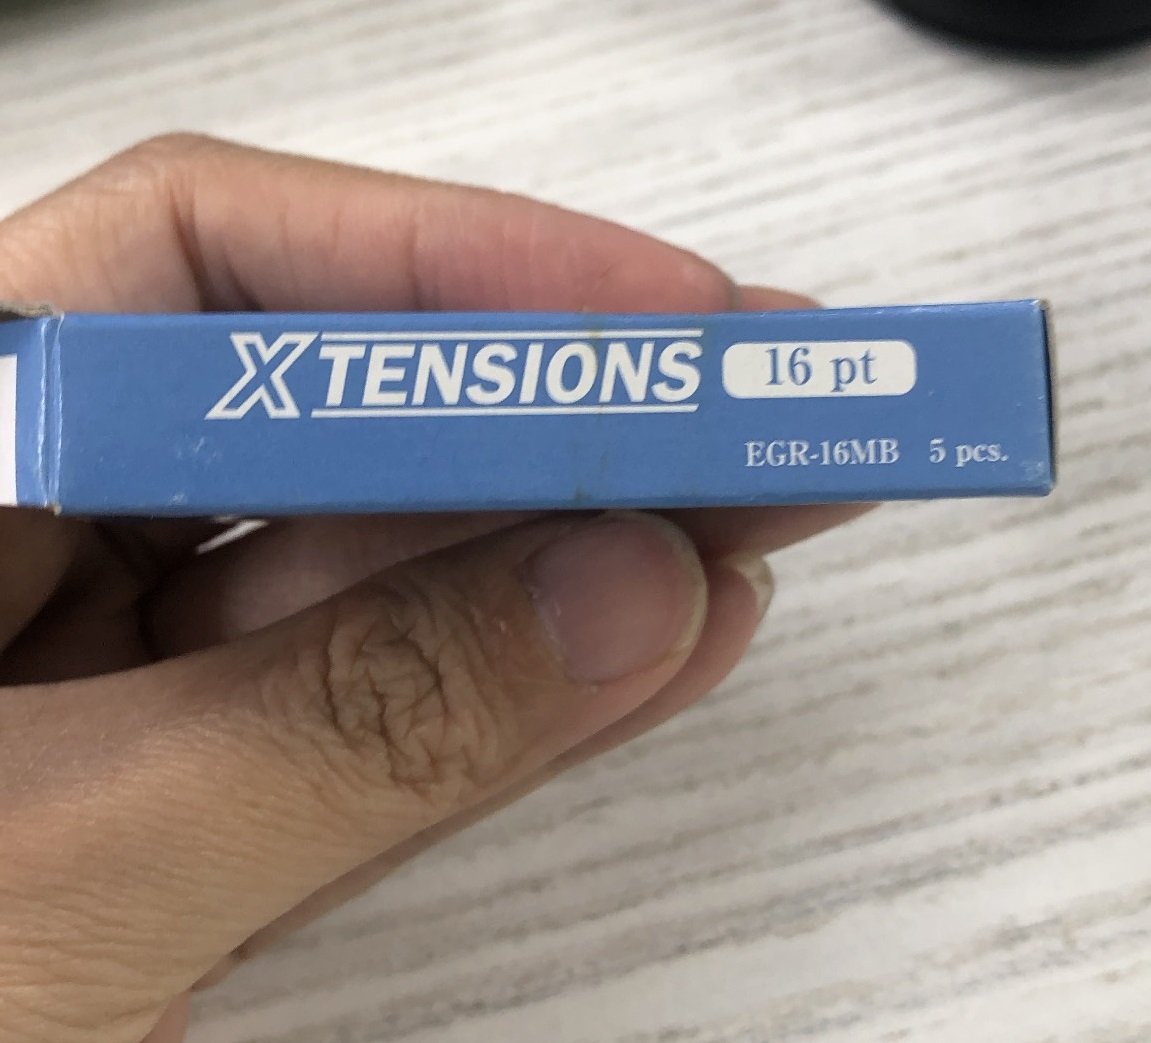 XTENSIONS 16 pt
EGR-16MB 5 pcs.